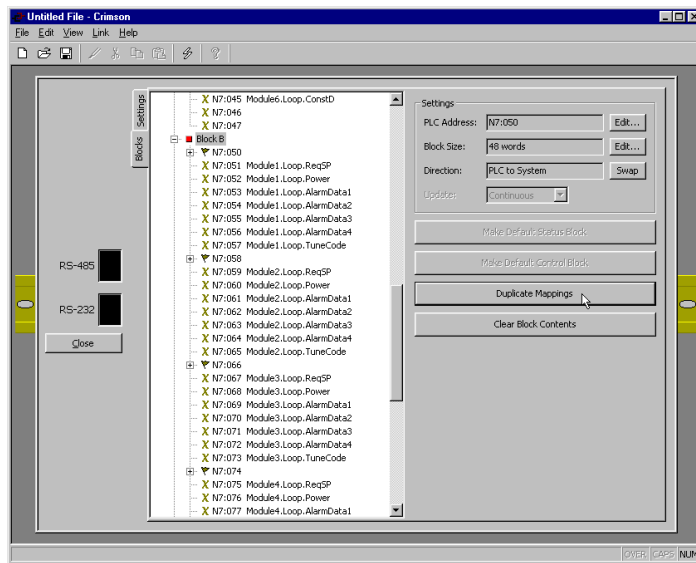 Untitled File - Crimson
File Edit View Link Help
Settings
Blocks
N7:045 Module6.Loop.ConstD
N7:046
N7:047
Block B
N7:050
N7:051 Module1.Loop.ReqSP
N7:052 Module1.Loop.Power
N7:053 Module1.Loop.AlarmData1
N7:054 Module1.Loop.AlarmData2
N7:055 Module1.Loop.AlarmData3
N7:056 Module1.Loop.AlarmData4
N7:057 Module1.Loop.TuneCode
N7:058
N7:059 Module2.Loop.ReqSP
N7:060 Module2.Loop.Power
N7:061 Module2.Loop.AlarmData1
N7:062 Module2.Loop.AlarmData2
N7:063 Module2.Loop.AlarmData3
N7:064 Module2.Loop.AlarmData4
N7:065 Module2.Loop.TuneCode
N7:066
N7:067 Module3.Loop.ReqSP
N7:068 Module3.Loop.Power
N7:069 Module3.Loop.AlarmData1
N7:070 Module3.Loop.AlarmData2
N7:071 Module3.Loop.AlarmData3
N7:072 Module3.Loop.AlarmData4
N7:073 Module3.Loop.TuneCode
N7:074
N7:075 Module4.Loop.ReqSP
N7:076 Module4.Loop.Power
N7:077 Module4.Loop.AlarmData1
RS-485
RS-232
Close
Settings
PLC Address: N7:050 Edit...
Block Size: 48 words Edit...
Direction: PLC to System Swap
Update: Continuous
Make Default Status Block
Make Default Control Block
Duplicate Mappings
Clear Block Contents
OVER CAPS NUM